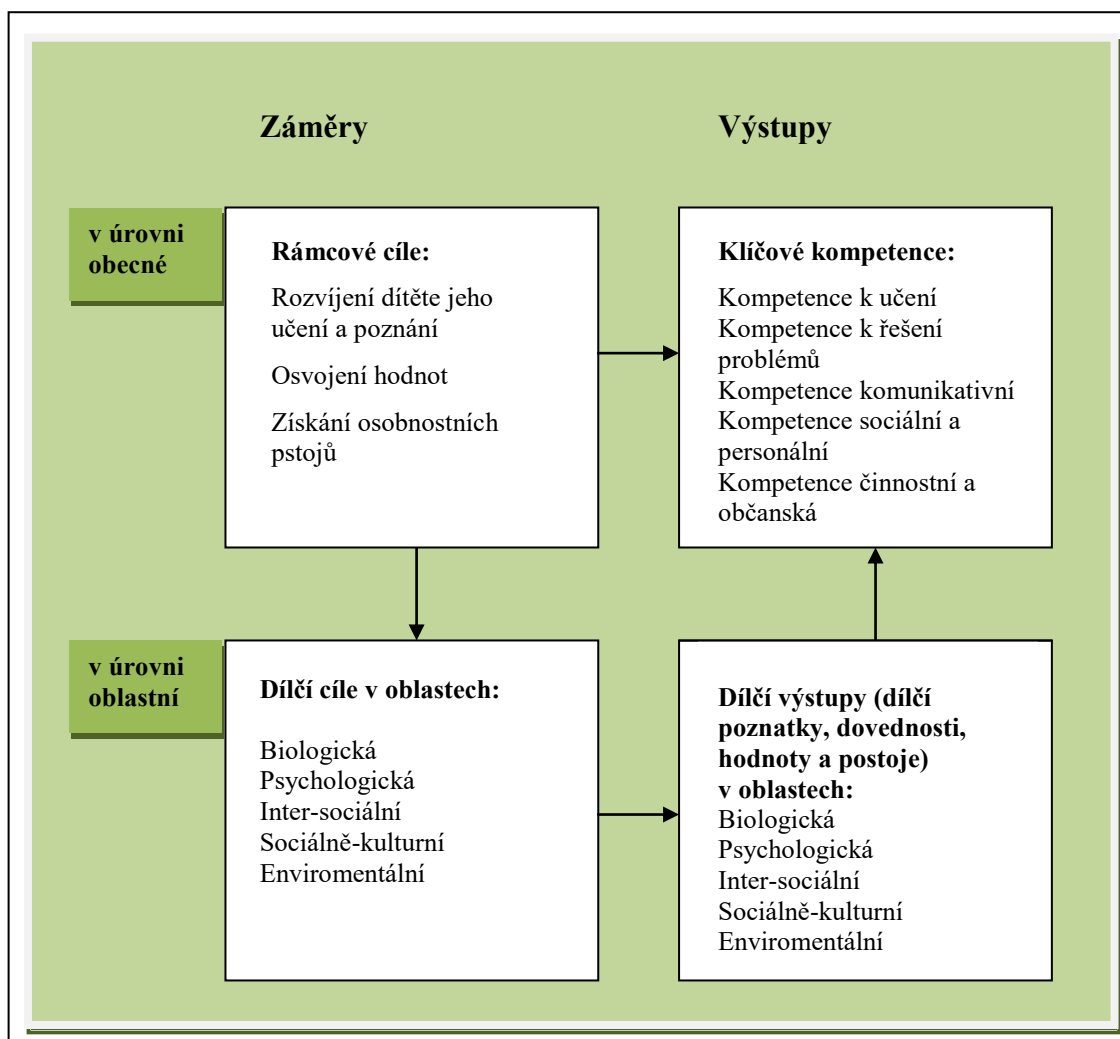 Záměry
Výstupy
v úrovni
obecné
Rámcové cíle:
Rozvíjení dítěte jeho
učení a poznání
Osvojení hodnot
Získání osobnostních
pstojů
Klíčové kompetence:
Kompetence k učení
Kompetence k řešení
problémů
Kompetence komunikativní
Kompetence sociální a
personální
Kompetence činnostní a
občanská
v úrovni
oblastní
Dílčí cíle v oblastech:
Biologická
Psychologická
Inter-sociální
Sociálně-kulturní
Enviromentální
Dílčí výstupy (dílčí
poznatky, dovednosti,
hodnoty a postoje)
v oblastech:
Biologická
Psychologická
Inter-sociální
Sociálně-kulturní
Enviromentální